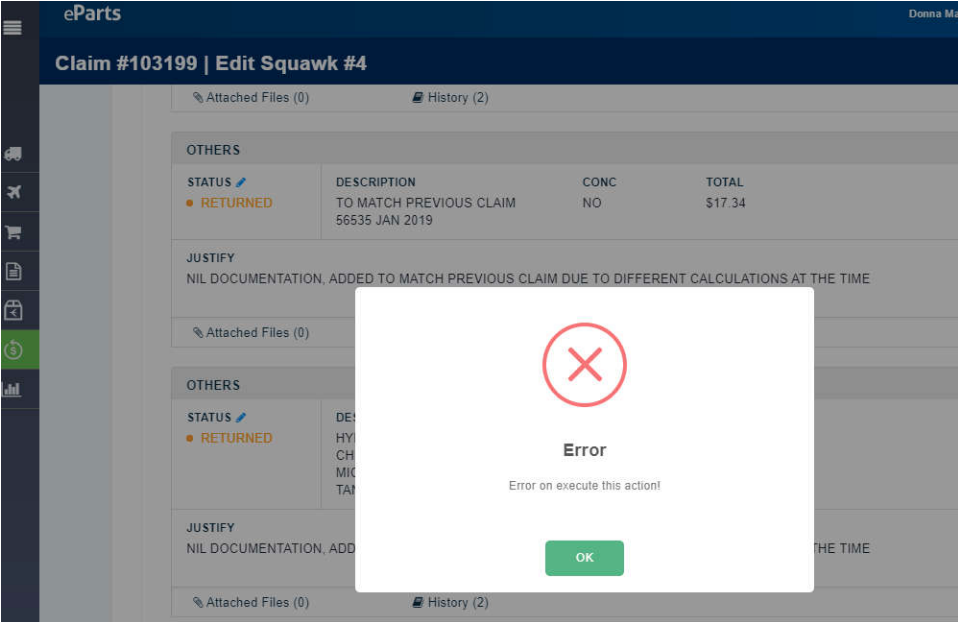 eParts
Donna Ma
Claim #103199 | Edit Squawk #4
Attached Files (0) History (2)
OTHERS
STATUS DESCRIPTION CONC TOTAL
RETURNED TO MATCH PREVIOUS CLAIM NO $17.34
56535 JAN 2019
JUSTIFY
NIL DOCUMENTATION, ADDED TO MATCH PREVIOUS CLAIM DUE TO DIFFERENT CALCULATIONS AT THE TIME
Attached Files (0)
OTHERS
STATUS DES
RETURNED HY
CH
MIC
TAN
JUSTIFY
NIL DOCUMENTATION, ADD THE TIME
Attached Files (0) History (2)
Error
Error on execute this action!
OK